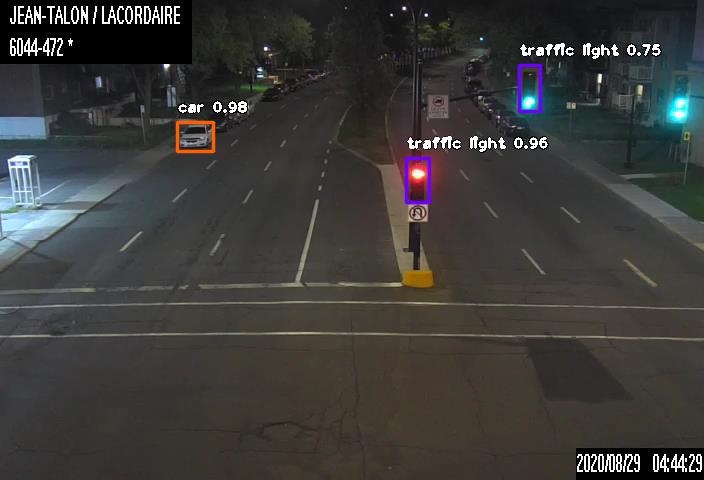 JEAN-TALON / LACORDAIRE
6044-472 *
traffic light 0.75
car 0.98
traffic light 0.96
2020/08/29 04:44:29